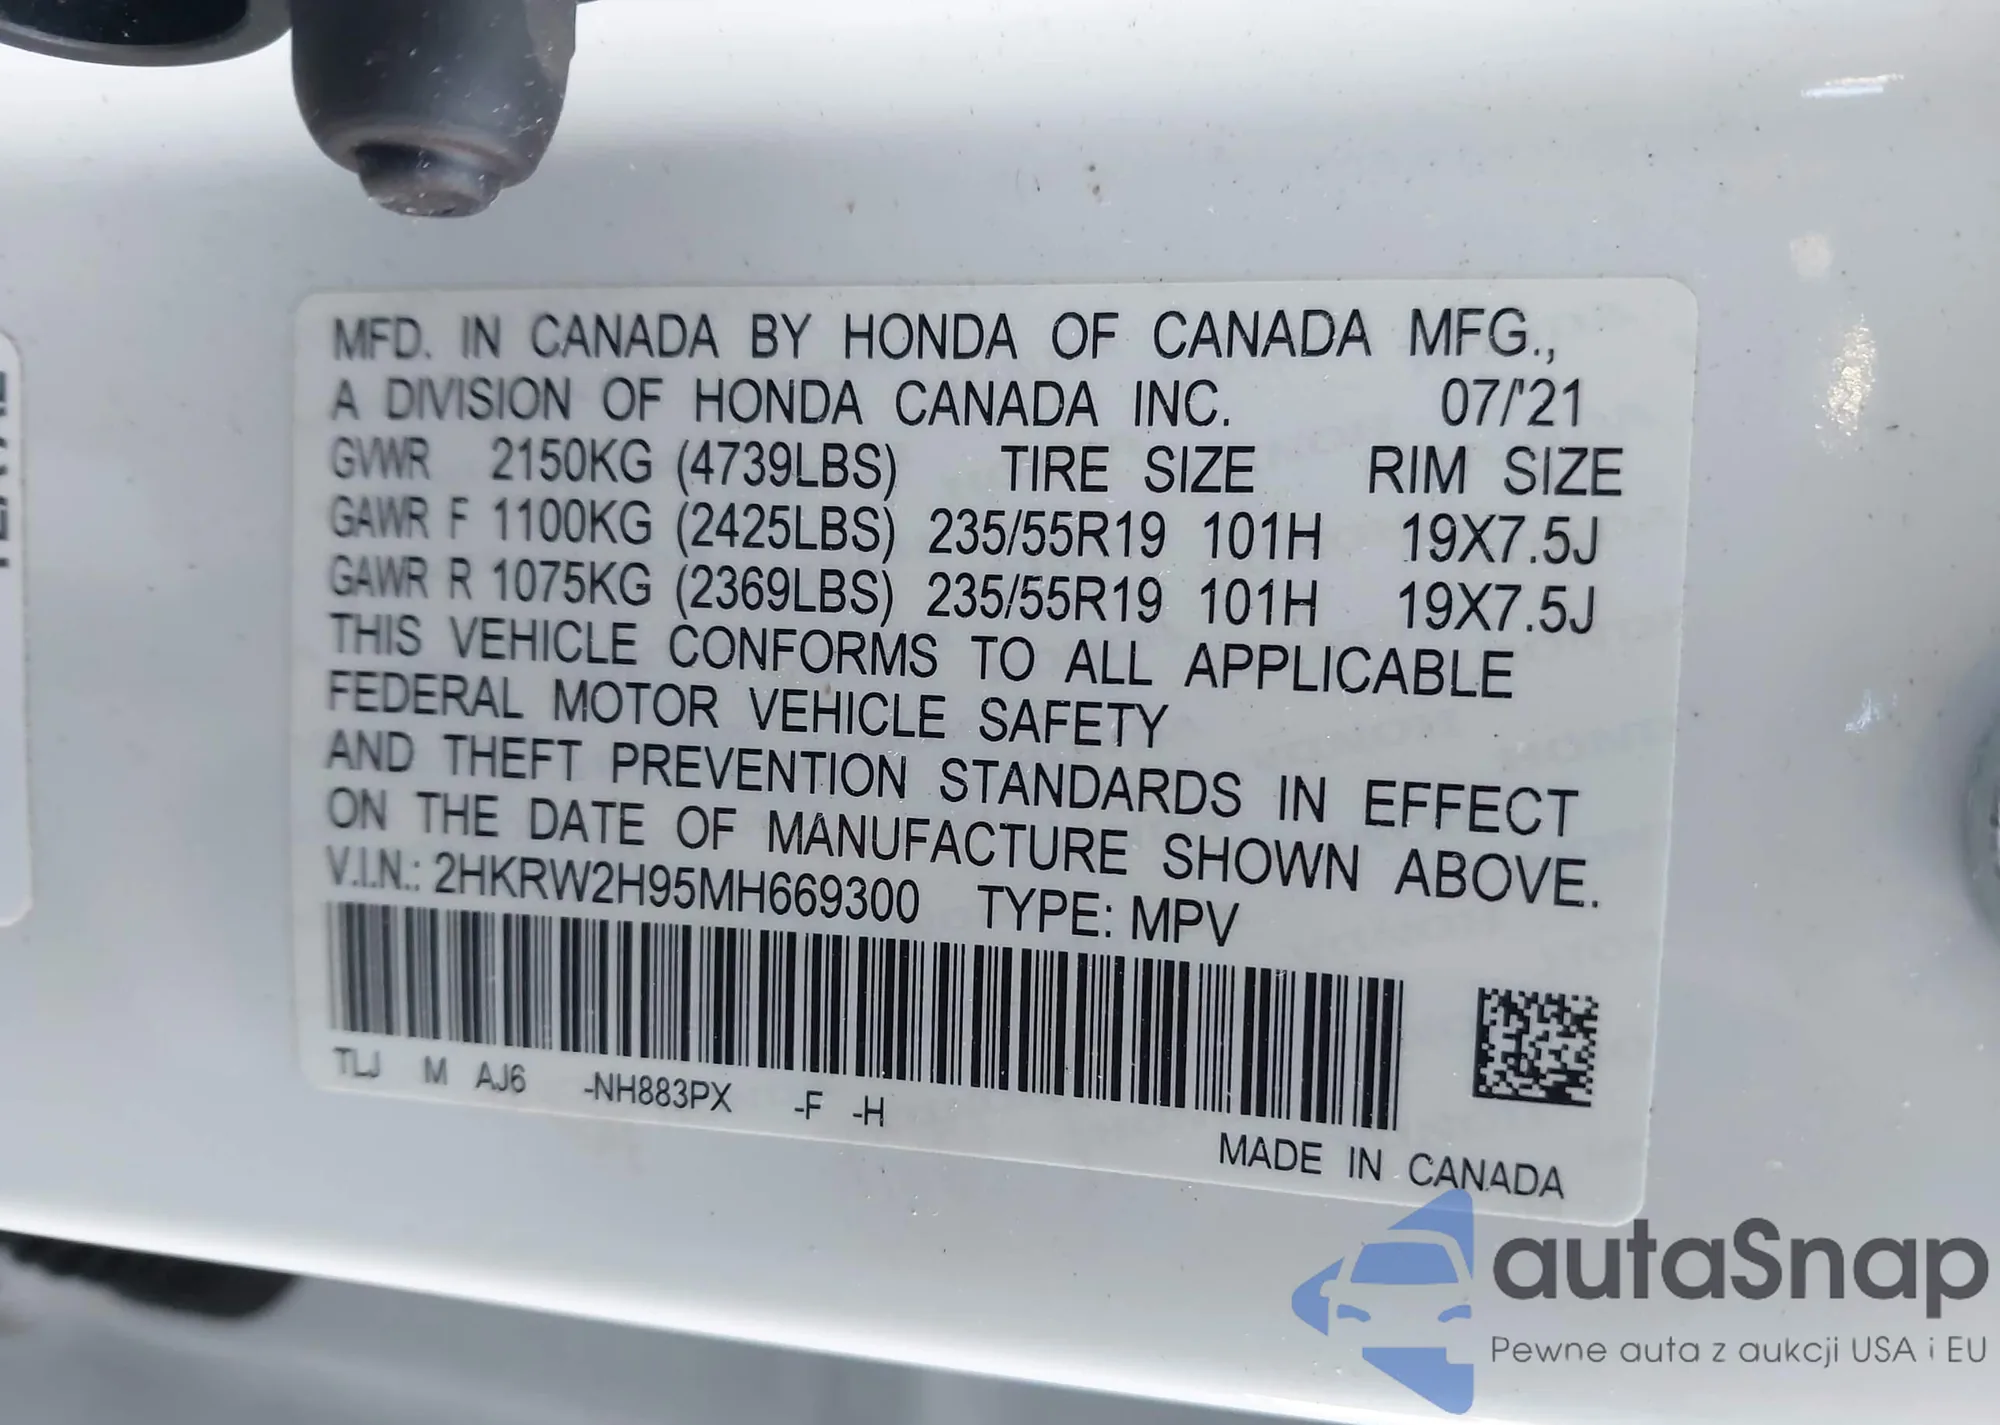 MFD. IN CANADA BY HONDA OF CANADA MFG.,
A DIVISION OF HONDA CANADA INC. 07/'21
GVWR 2150KG (4739LBS) TIRE SIZE RIM SIZE
GAWR F 1100KG (2425LBS) 235/55R19 101H 19X7.5J
GAWR R 1075KG (2369LBS) 235/55R19 101H 19X7.5J
THIS VEHICLE CONFORMS TO ALL APPLICABLE
FEDERAL MOTOR VEHICLE SAFETY
AND THEFT PREVENTION STANDARDS IN EFFECT
ON THE DATE OF MANUFACTURE SHOWN ABOVE.
V.I.N.: 2HKRW2H95MH669300 TYPE: MPV
TLJ M AJ6 -NH883PX -F -H
MADE IN CANADA
autaSnap
Pewne auta z aukcji USA i EU